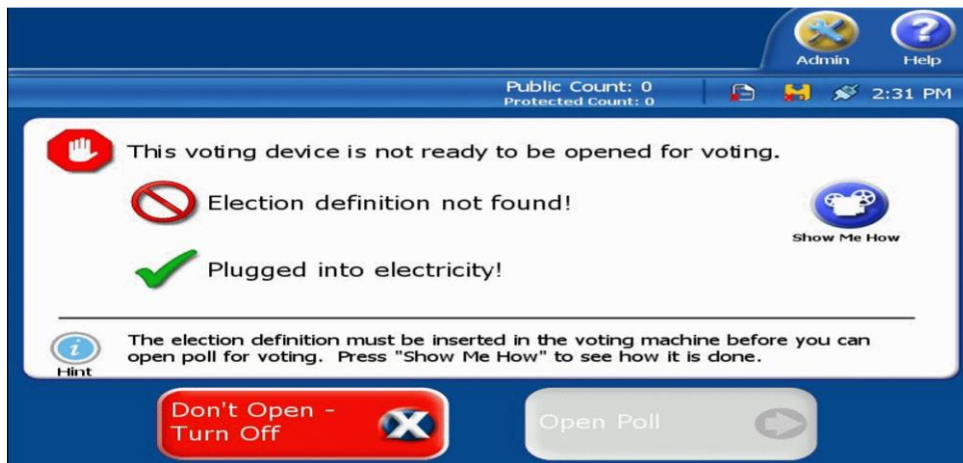 Admin Help
Public Count: 0
Protected Count: 0
2:31 PM
This voting device is not ready to be opened for voting.
Election definition not found!
Show Me How
Plugged into electricity!
Hint
The election definition must be inserted in the voting machine before you can
open poll for voting. Press "Show Me How" to see how it is done.
Don't Open -
Turn Off
Open Poll